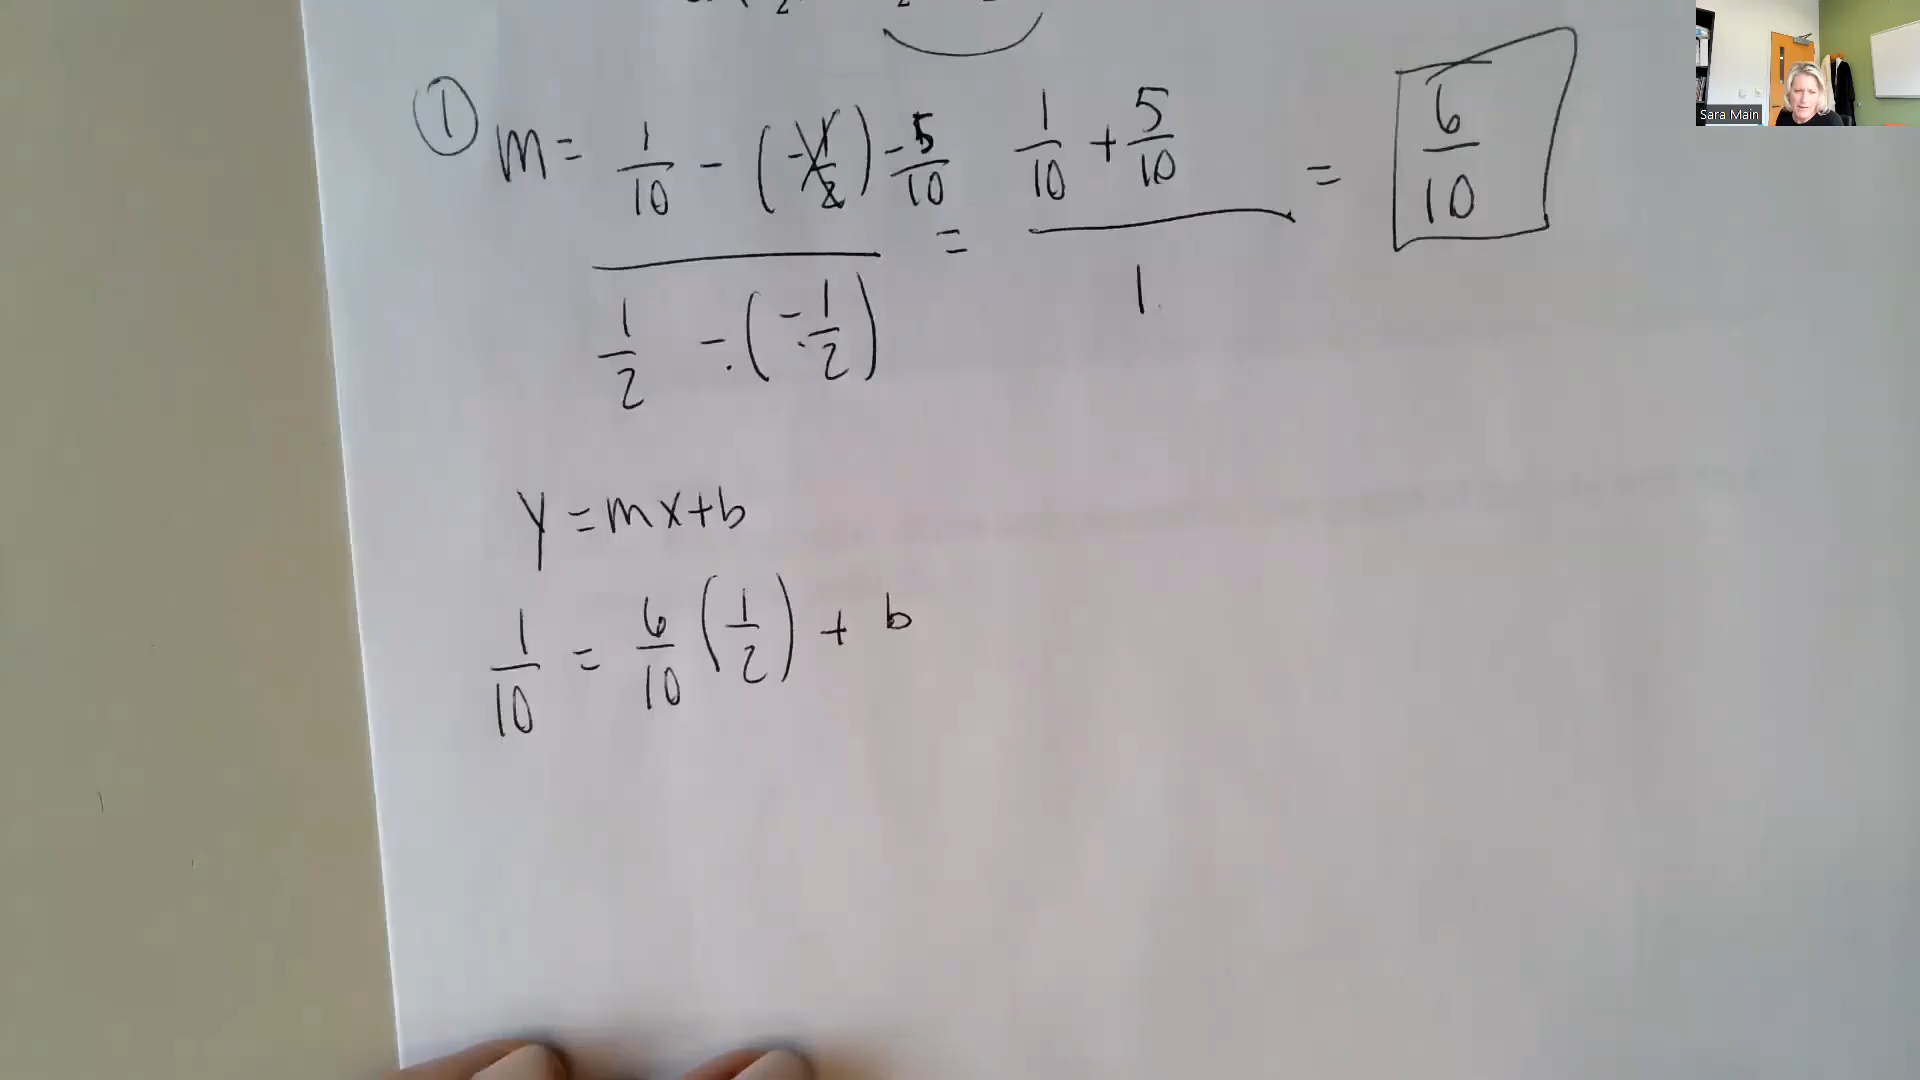 ① m = 1/10 - (-1/2) -5/10 = (1/10 + 5/10)/1 = 6/10
1/2 - (-1/2)
y = mx+b
1/10 = 6/10 (1/2) + b
Sara Main